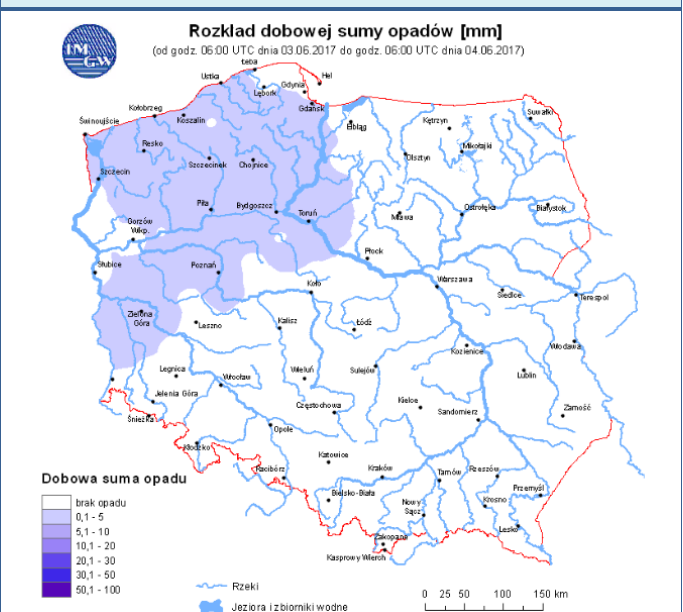 IM
GW
Rozkład dobowej sumy opadów [mm]
(od godz. 06:00 UTC dnia 03.06.2017 do godz. 06:00 UTC dnia 04.06.2017)
Łeba
Hel
Ustka
Lębork
Gdynia
Gdańsk
Kołobrzeg
Koszalin
Świnoujście
Elbląg
Kętrzyn
Suwałki
Resko
Szczecinek
Chojnice
Olsztyn
Mikołajki
Szczecin
Piła
Bydgoszcz
Toruń
Mława
Ostrołęka
Białystok
Gorzów
Wlkp.
Płock
Słubice
Poznań
Koło
Warszawa
Siedlce
Terespol
Zielona
Góra
Leszno
Kalisz
Łódź
Kozienice
Włodawa
Legnica
Wrocław
Wieluń
Sulejów
Lublin
Jelenia Góra
Częstochowa
Kielce
Sandomierz
Zamość
Śnieżka
Opole
Kłodzko
Katowice
Racibórz
Kraków
Tarnów
Rzeszów
Przemyśl
Bielsko-Biała
Nowy
Sącz
Krosno
Lesko
Zakopane
Kasprowy Wierch
Dobowa suma opadu
brak opadu
0,1 - 5
5,1 - 10
10,1 - 20
20,1 - 30
30,1 - 50
50,1 - 100
Rzeki
Jeziora i zbiorniki wodne
0 25 50 100 150 km